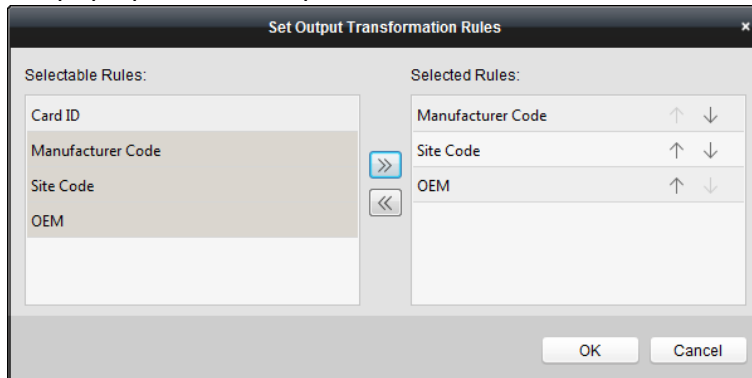 Set Output Transformation Rules
Selectable Rules:
Selected Rules:
Card ID
Manufacturer Code
Site Code
OEM
Manufacturer Code
Site Code
OEM
OK
Cancel